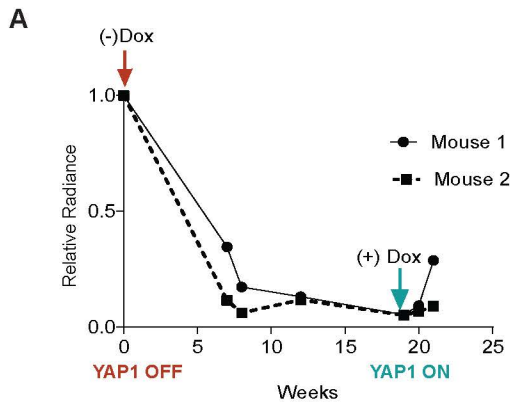 A
(-)Dox
1.0
Mouse 1
Mouse 2
Relative Radiance
0.5
(+) Dox
0.0
0 5 10 15 20 25
YAP1 OFF YAP1 ON
Weeks